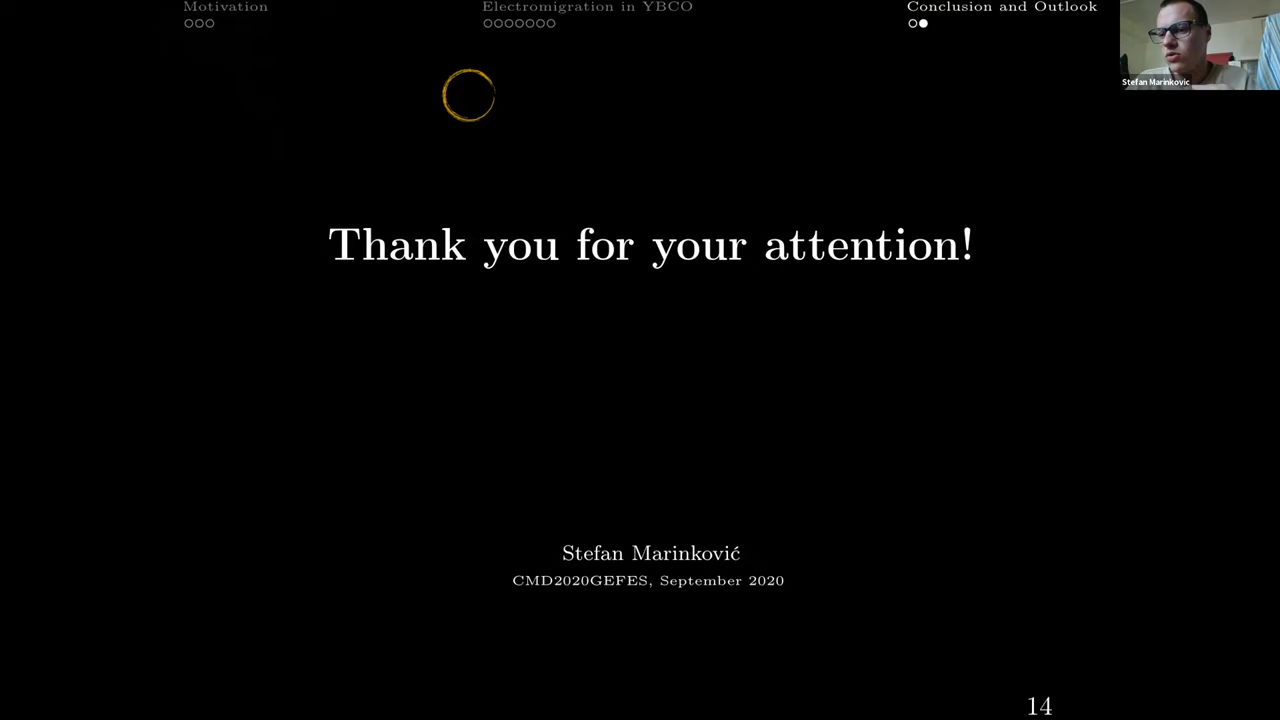 Motivation
Electromigration in YBCO
Conclusion and Outlook
Stefan Marinkovic
Thank you for your attention!
Stefan Marinković
CMD2020GEFES, September 2020
14